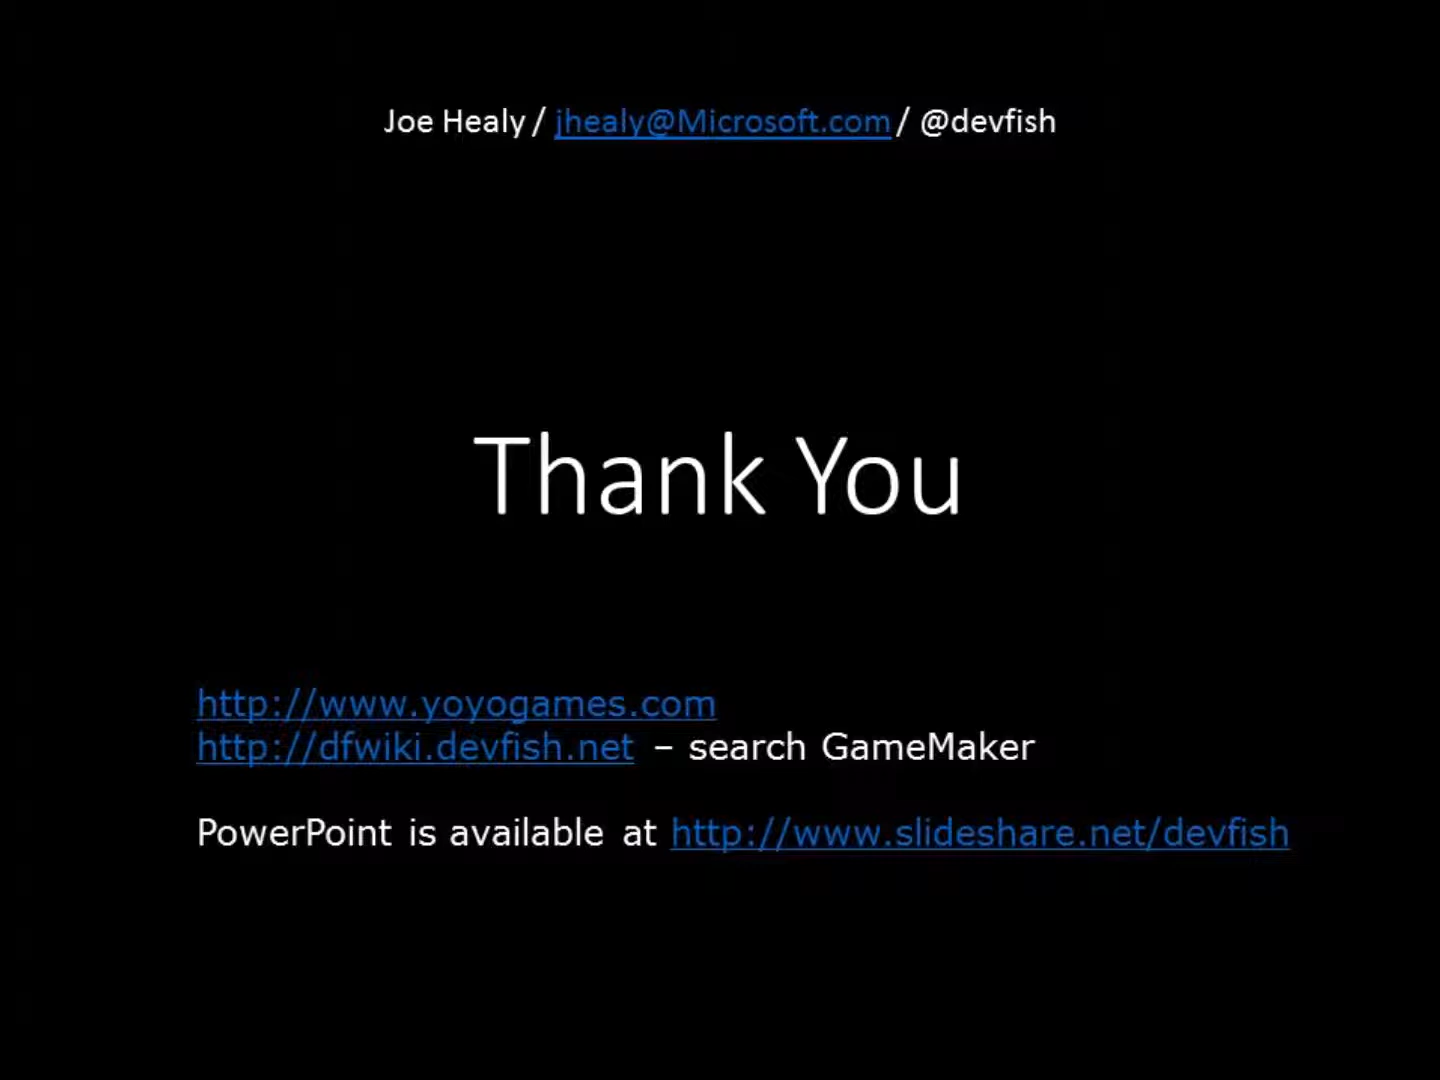 Joe Healy / jhealy@Microsoft.com / @devfish
Thank You
http://www.yoyogames.com
http://dfwiki.devfish.net – search GameMaker
PowerPoint is available at http://www.slideshare.net/devfish